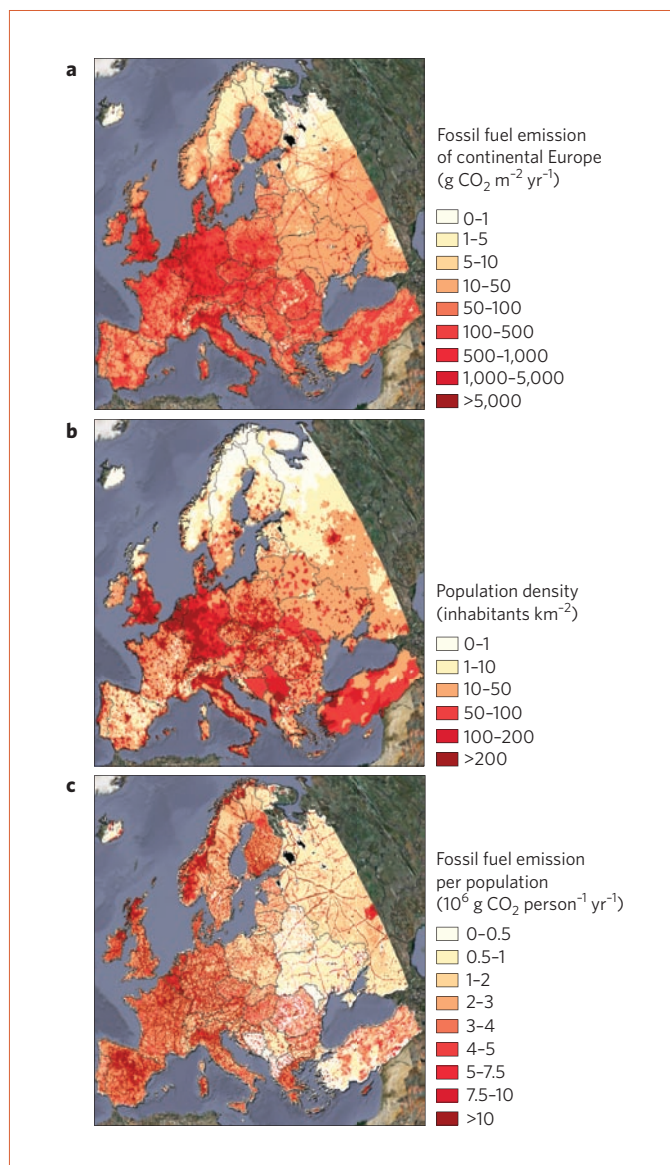 a
Fossil fuel emission
of continental Europe
(g CO₂ m⁻² yr⁻¹)
0–1
1–5
5–10
10–50
50–100
100–500
500–1,000
1,000–5,000
>5,000
b
Population density
(inhabitants km⁻²)
0–1
1–10
10–50
50–100
100–200
>200
c
Fossil fuel emission
per population
(10⁶ g CO₂ person⁻¹ yr⁻¹)
0–0.5
0.5–1
1–2
2–3
3–4
4–5
5–7.5
7.5–10
>10